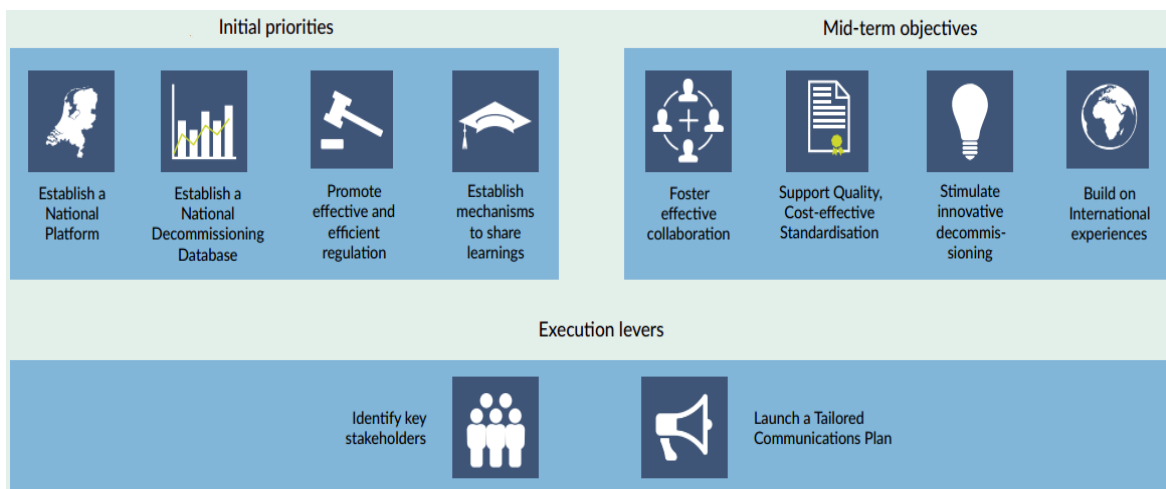 Initial priorities
Establish a
National
Platform
Establish a
National
Decommissioning
Database
Promote
effective and
efficient
regulation
Establish
mechanisms
to share
learnings
Mid-term objectives
Foster
effective
collaboration
Support Quality,
Cost-effective
Standardisation
Stimulate
innovative
decommis-
sioning
Build on
International
experiences
Execution levers
Identify key
stakeholders
Launch a Tailored
Communications Plan